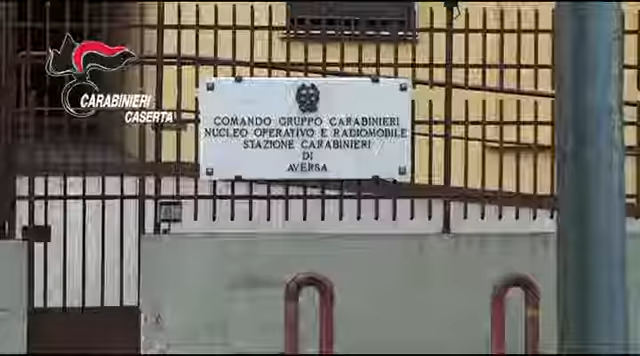 CARABINIERI
CASERTA
COMANDO GRUPPO CARABINIERI
NUCLEO OPERATIVO E RADIOMOBILE
STAZIONE CARABINIERI
DI
AVERSA